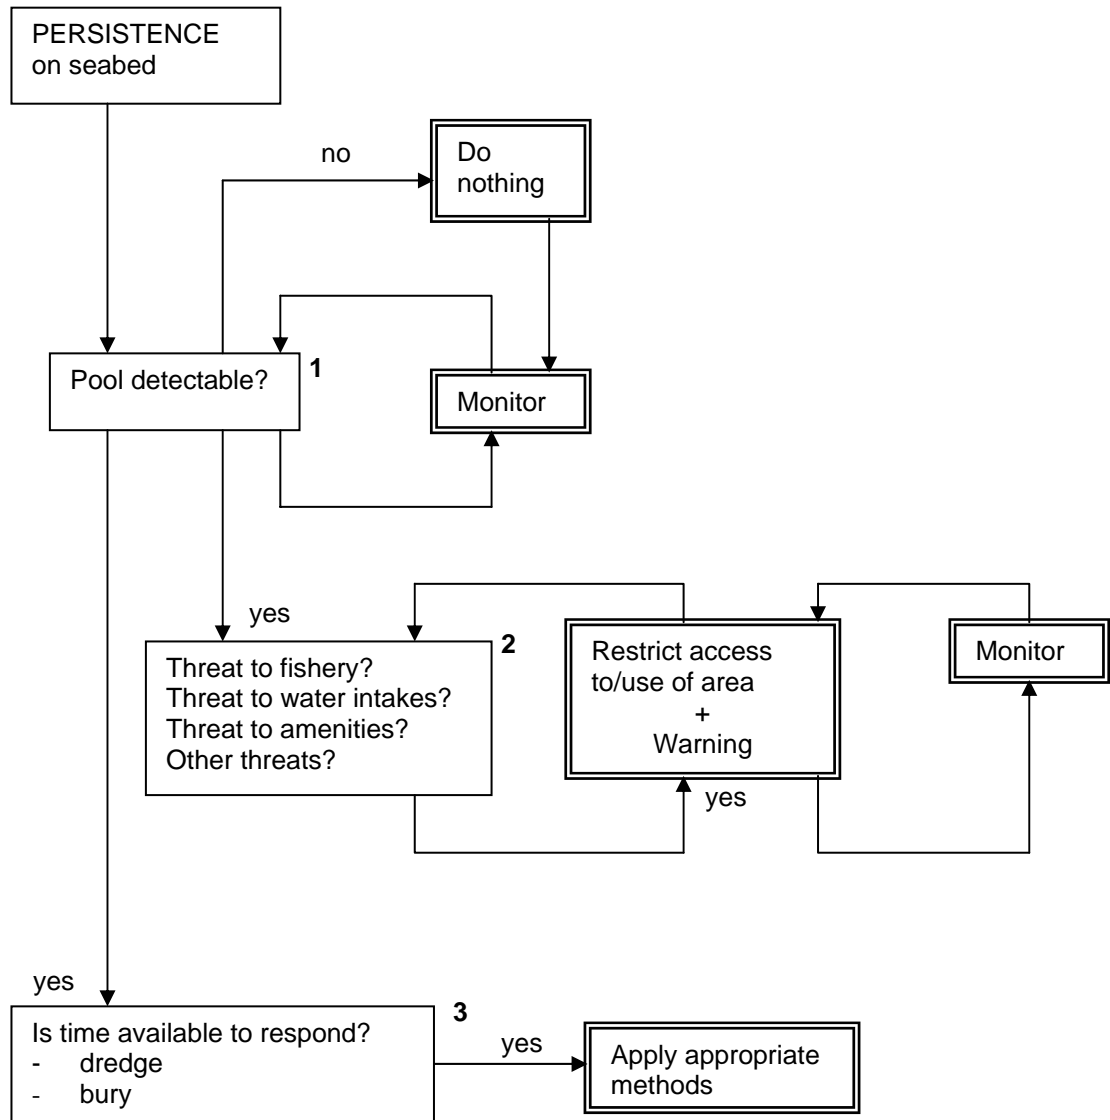 PERSISTENCE
on seabed
no
Do
nothing
Pool detectable?
1
Monitor
yes
Threat to fishery?
Threat to water intakes?
Threat to amenities?
Other threats?
2
Restrict access
to/use of area
+
Warning
yes
Monitor
yes
Is time available to respond?
- dredge
- bury
3
yes
Apply appropriate
methods